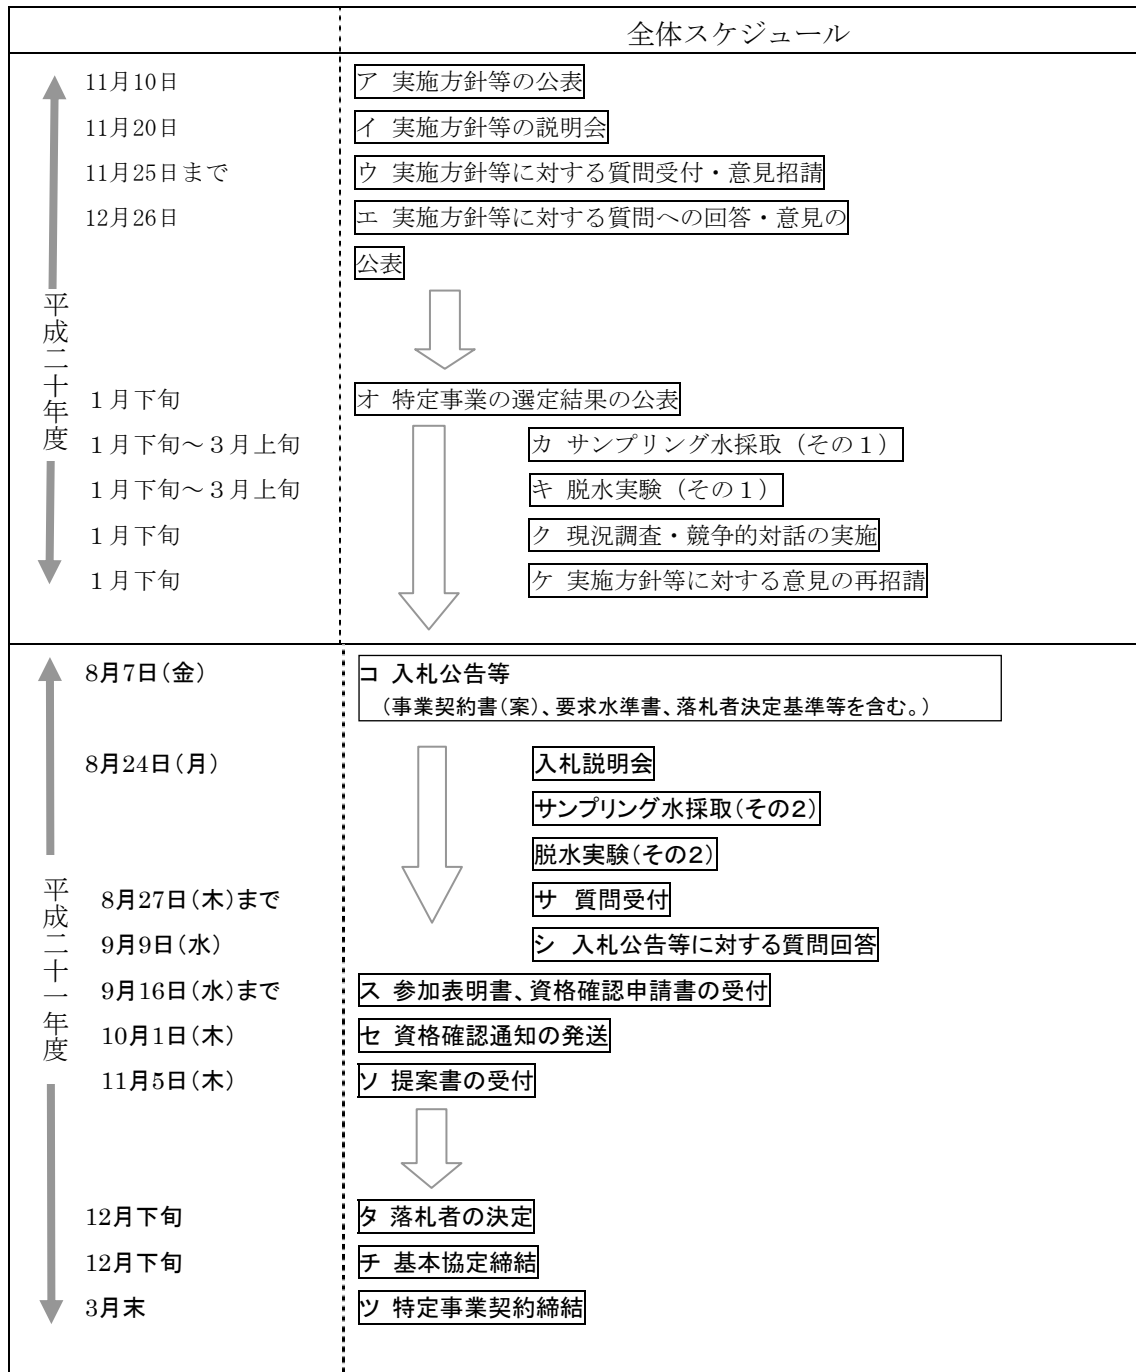 全体スケジュール
11月10日 ア 実施方針等の公表
11月20日 イ 実施方針等の説明会
11月25日まで ウ 実施方針等に対する質問受付・意見招請
12月26日 エ 実施方針等に対する質問への回答・意見の
公表
平成二十年度
1月下旬 オ 特定事業の選定結果の公表
1月下旬～3月上旬 カ サンプリング水採取（その１）
1月下旬～3月上旬 キ 脱水実験（その１）
1月下旬 ク 現況調査・競争的対話の実施
1月下旬 ケ 実施方針等に対する意見の再招請
8月7日（金） コ 入札公告等
（事業契約書（案）、要求水準書、落札者決定基準等を含む。）
8月24日（月） 入札説明会
サンプリング水採取（その２）
脱水実験（その２）
平成二十一年度
8月27日（木）まで サ 質問受付
9月9日（水） シ 入札公告等に対する質問回答
9月16日（水）まで ス 参加表明書、資格確認申請書の受付
10月1日（木） セ 資格確認通知の発送
11月5日（木） ソ 提案書の受付
12月下旬 タ 落札者の決定
12月下旬 チ 基本協定締結
3月末 ツ 特定事業契約締結